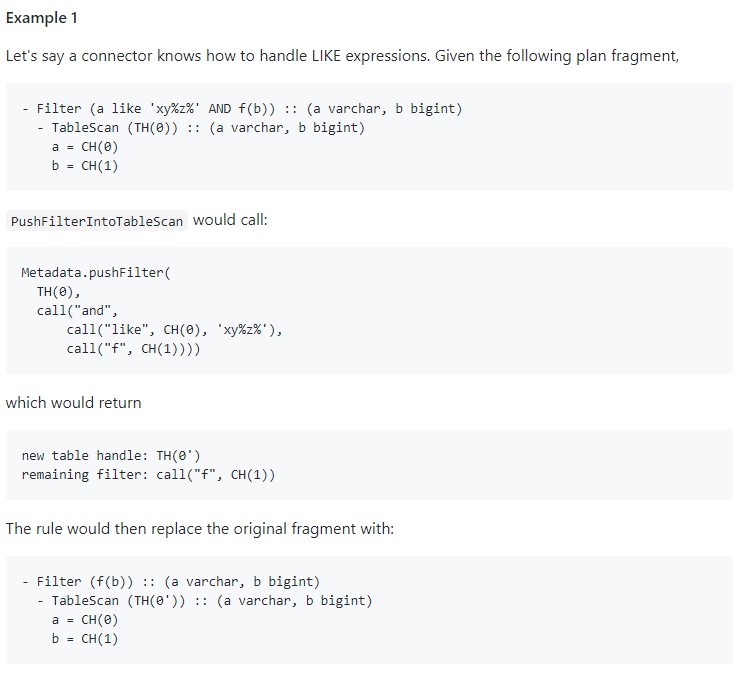 Example 1
Let's say a connector knows how to handle LIKE expressions. Given the following plan fragment,
- Filter (a like 'xy%z%' AND f(b)) :: (a varchar, b bigint)
  - TableScan (TH(0)) :: (a varchar, b bigint)
    a = CH(0)
    b = CH(1)
PushFilterIntoTableScan would call:
Metadata.pushFilter(
  TH(0),
  call("and",
      call("like", CH(0), 'xy%z%'),
      call("f", CH(1))))
which would return
new table handle: TH(0')
remaining filter: call("f", CH(1))
The rule would then replace the original fragment with:
- Filter (f(b)) :: (a varchar, b bigint)
  - TableScan (TH(0')) :: (a varchar, b bigint)
    a = CH(0)
    b = CH(1)